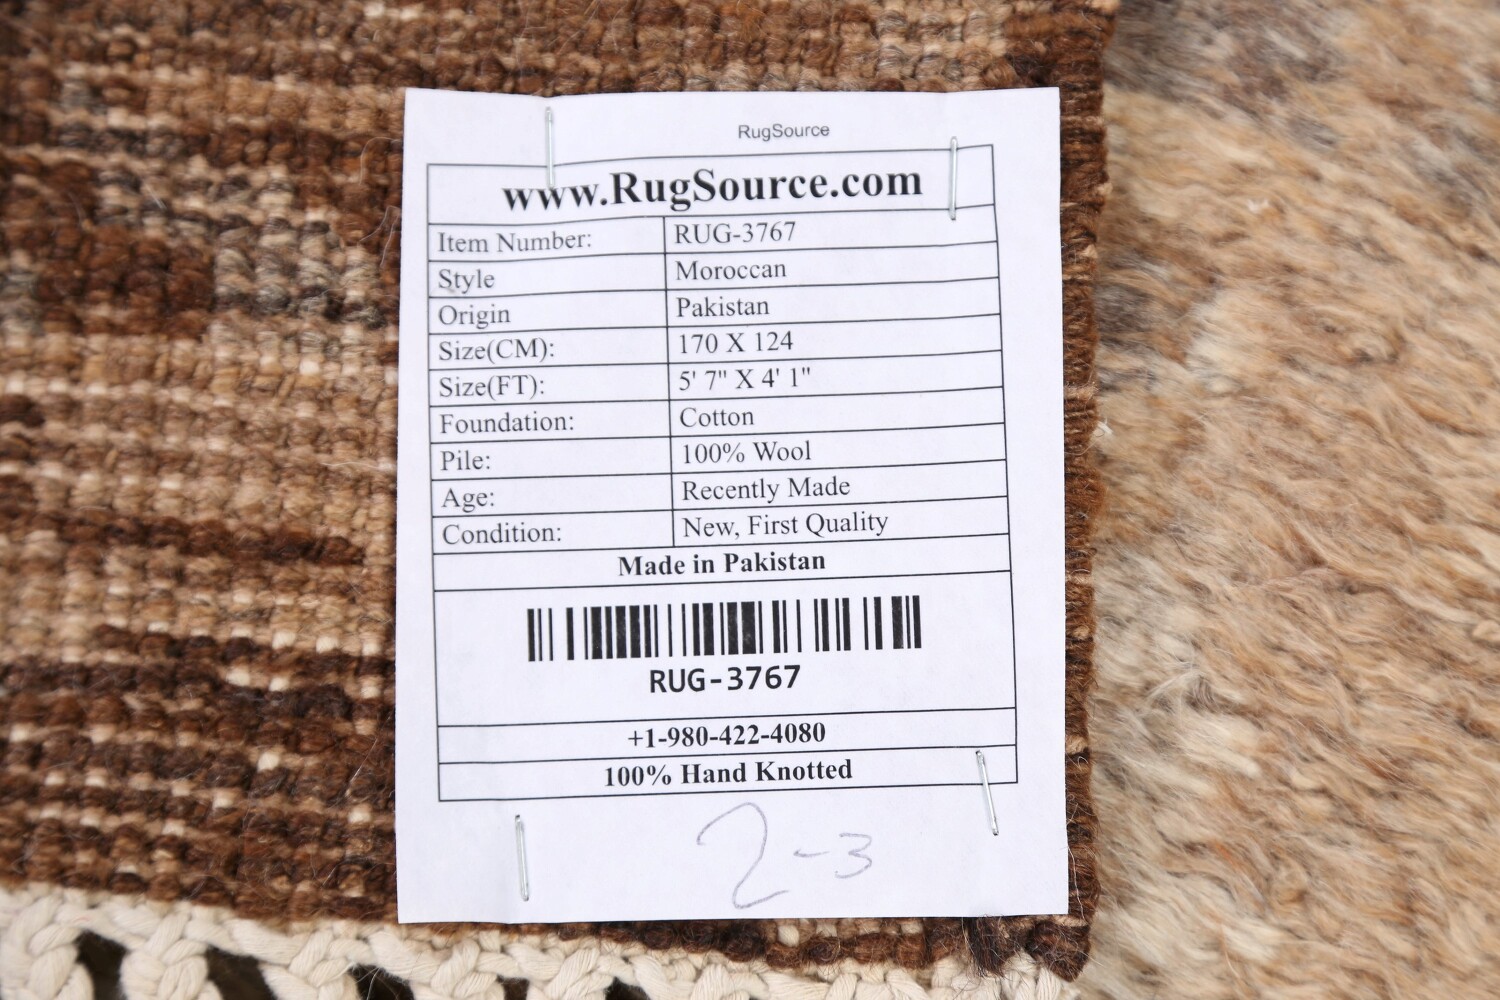 RugSource
www.RugSource.com
Item Number: RUG-3767
Style Moroccan
Origin Pakistan
Size(CM): 170 X 124
Size(FT): 5' 7" X 4' 1"
Foundation: Cotton
Pile: 100% Wool
Age: Recently Made
Condition: New, First Quality
Made in Pakistan
RUG-3767
+1-980-422-4080
100% Hand Knotted
2-3